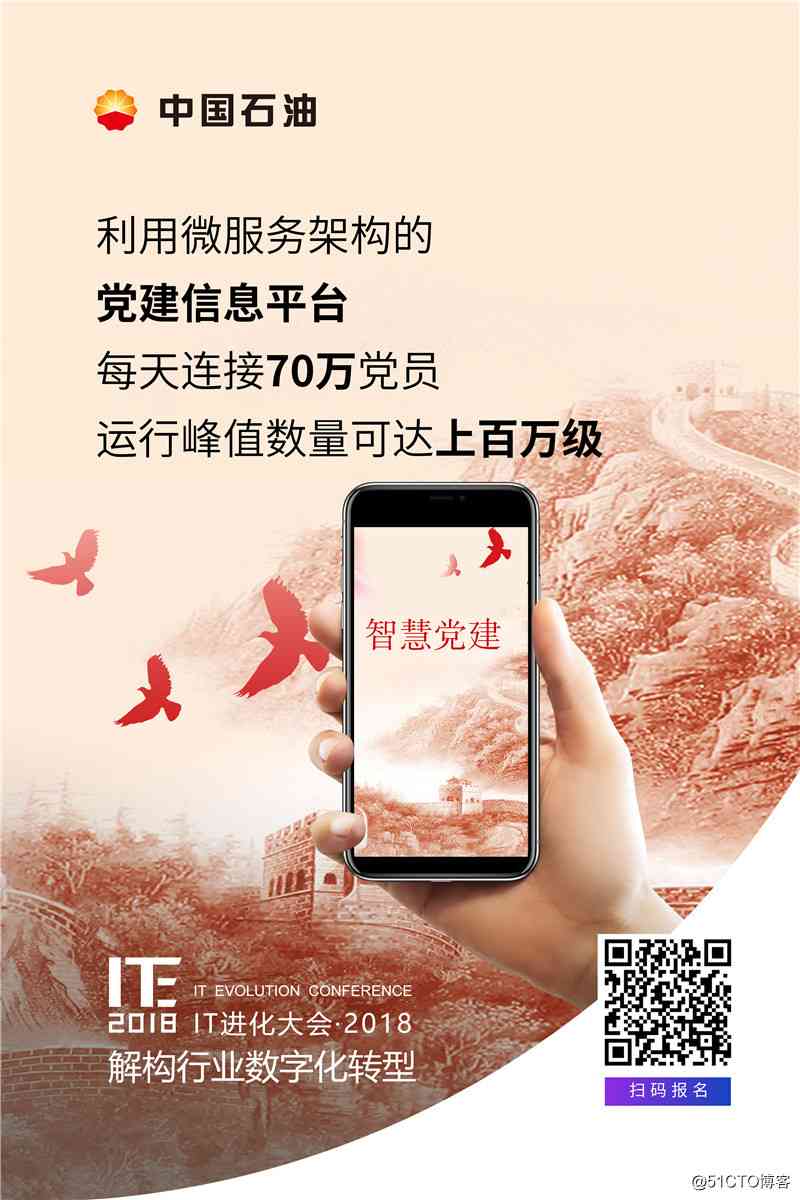 中国石油
利用微服务架构的
党建信息平台
每天连接70万党员
运行峰值数量可达上百万级
智慧党建
ITE 2018
IT EVOLUTION CONFERENCE
IT进化大会·2018
解构行业数字化转型
扫码报名
@51CTO博客